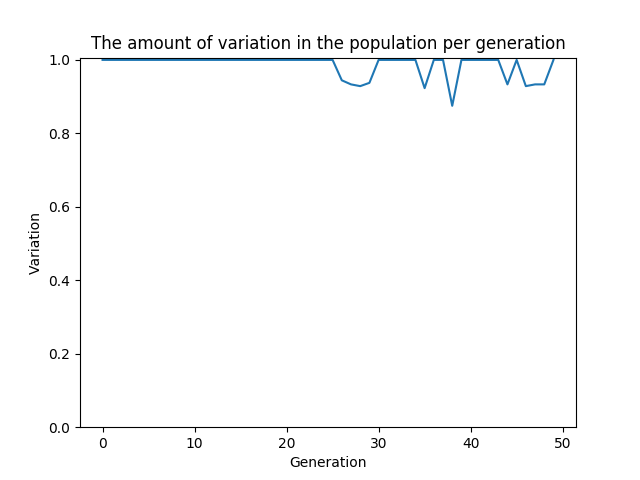 The amount of variation in the population per generation
1.0
0.8
0.6
0.4
0.2
0.0
Variation
0 10 20 30 40 50
Generation